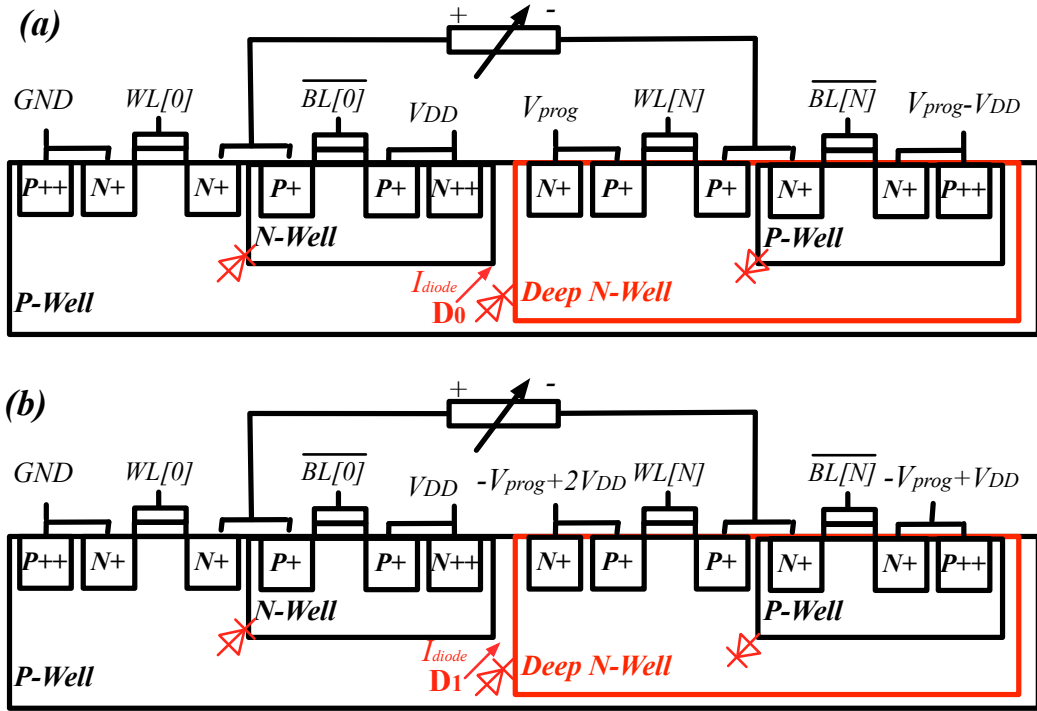 (a)
+ -
GND WL[0] BL[0] VDD Vprog WL[N] BL[N] Vprog-VDD
P++ N+ N+ P+ P+ N++ N+ P+ P+ N+ N+ P++
N-Well P-Well
P-Well Idiode Deep N-Well
D0
(b)
+ -
GND WL[0] BL[0] VDD -Vprog+2VDD WL[N] BL[N] -Vprog+VDD
P++ N+ N+ P+ P+ N++ N+ P+ P+ N+ N+ P++
N-Well P-Well
P-Well Idiode Deep N-Well
D1